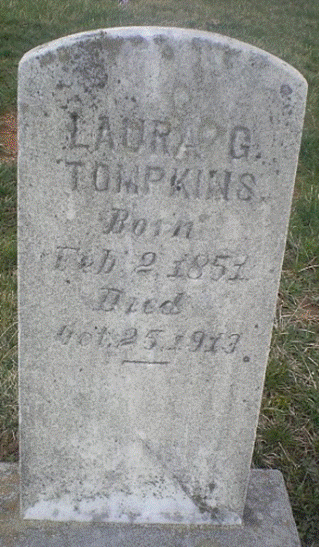 LAURA G.
TOMPKINS.
Born
Feb. 2, 1851
Died
Oct. 25, 1913